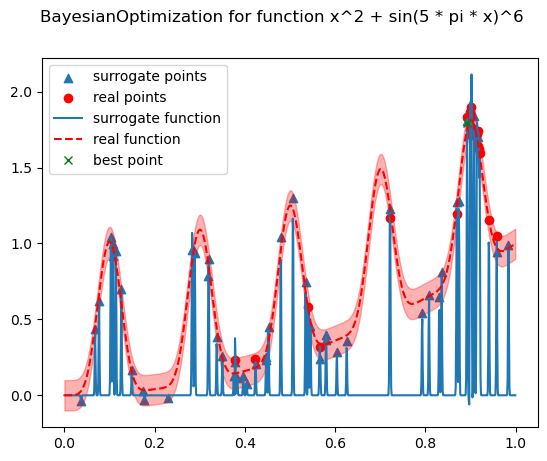 BayesianOptimization for function x^2 + sin(5 * pi * x)^6
surrogate points
real points
surrogate function
real function
best point
2.0
1.5
1.0
0.5
0.0
0.0 0.2 0.4 0.6 0.8 1.0